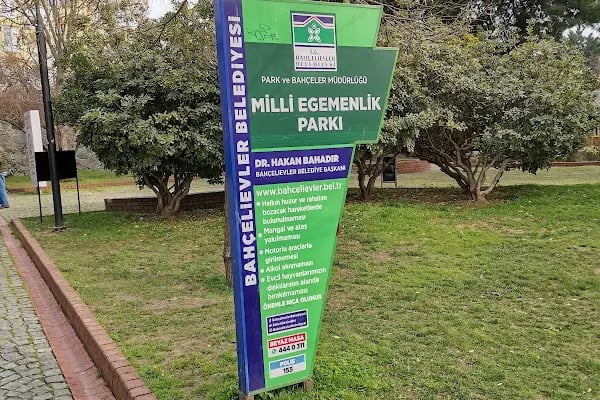 BAHÇELİEVLER BELEDİYESİ
T.C.
BAHÇELİEVLER
BELEDİYESİ
PARK ve BAHÇELER MÜDÜRLÜĞÜ
MİLLİ EGEMENLİK
PARKI
DR. HAKAN BAHADIR
BAHÇELİEVLER BELEDİYE BAŞKANI
www.bahcelievler.bel.tr
• Halkın huzur ve rahatını
bozacak hareketlerde
bulunulmaması
• Mangal ve ateş
yakılmaması
• Motorlu araçlarla
girilmemesi
• Alkol alınmaması
• Evcil hayvanlarınızın
dışkılarının alanda
bırakılmaması
ÖNEMLE RİCA OLUNUR
BEYAZ MASA
444 0 311
POLİS
155